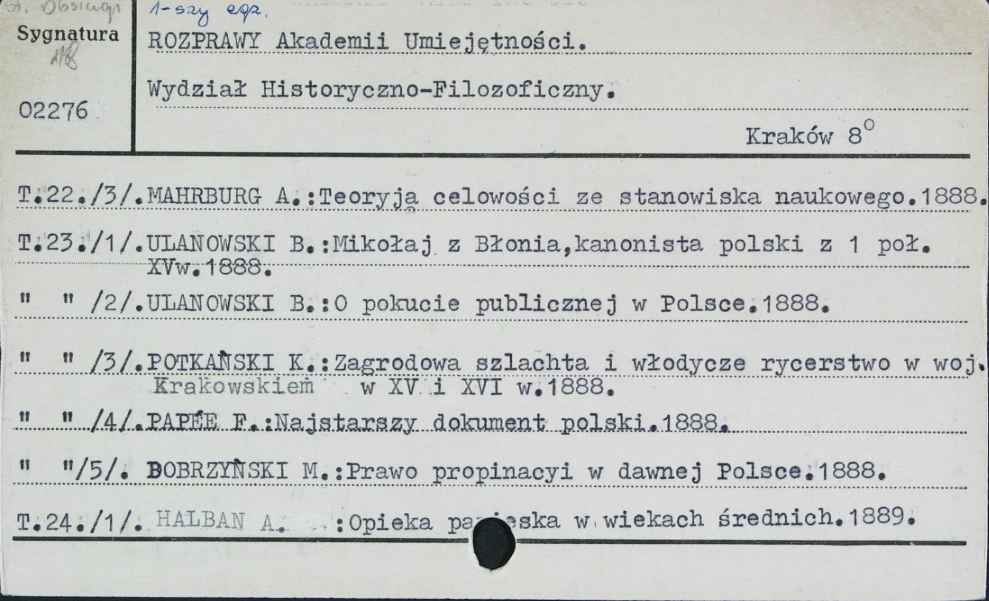 1-szy egz.
Sygnatura
02276
ROZPRAWY Akademii Umiejętności.
Wydział Historyczno-Filozoficzny.
Kraków 8°
T.22./3/.MAHRBURG A.:Teoryją celowości ze stanowiska naukowego.1888.
T.23./1/.ULANOWSKI B.:Mikołaj z Błonia,kanonista polski z 1 poł.
XVw.1888.
" " /2/.ULANOWSKI B.:O pokucie publicznej w Polsce.1888.
" " /3/.POTKAŃSKI K.:Zagrodowa szlachta i włodycze rycerstwo w woj.
Krakowskiem w XV i XVI w.1888.
" " /4/.PAPÉE F.:Najstarszy dokument polski.1888.
" "/5/. BOBRZYŃSKI M.:Prawo propinacyi w dawnej Polsce.1888.
T.24./1/. HALBAN A. :Opieka w wiekach średnich.1889.